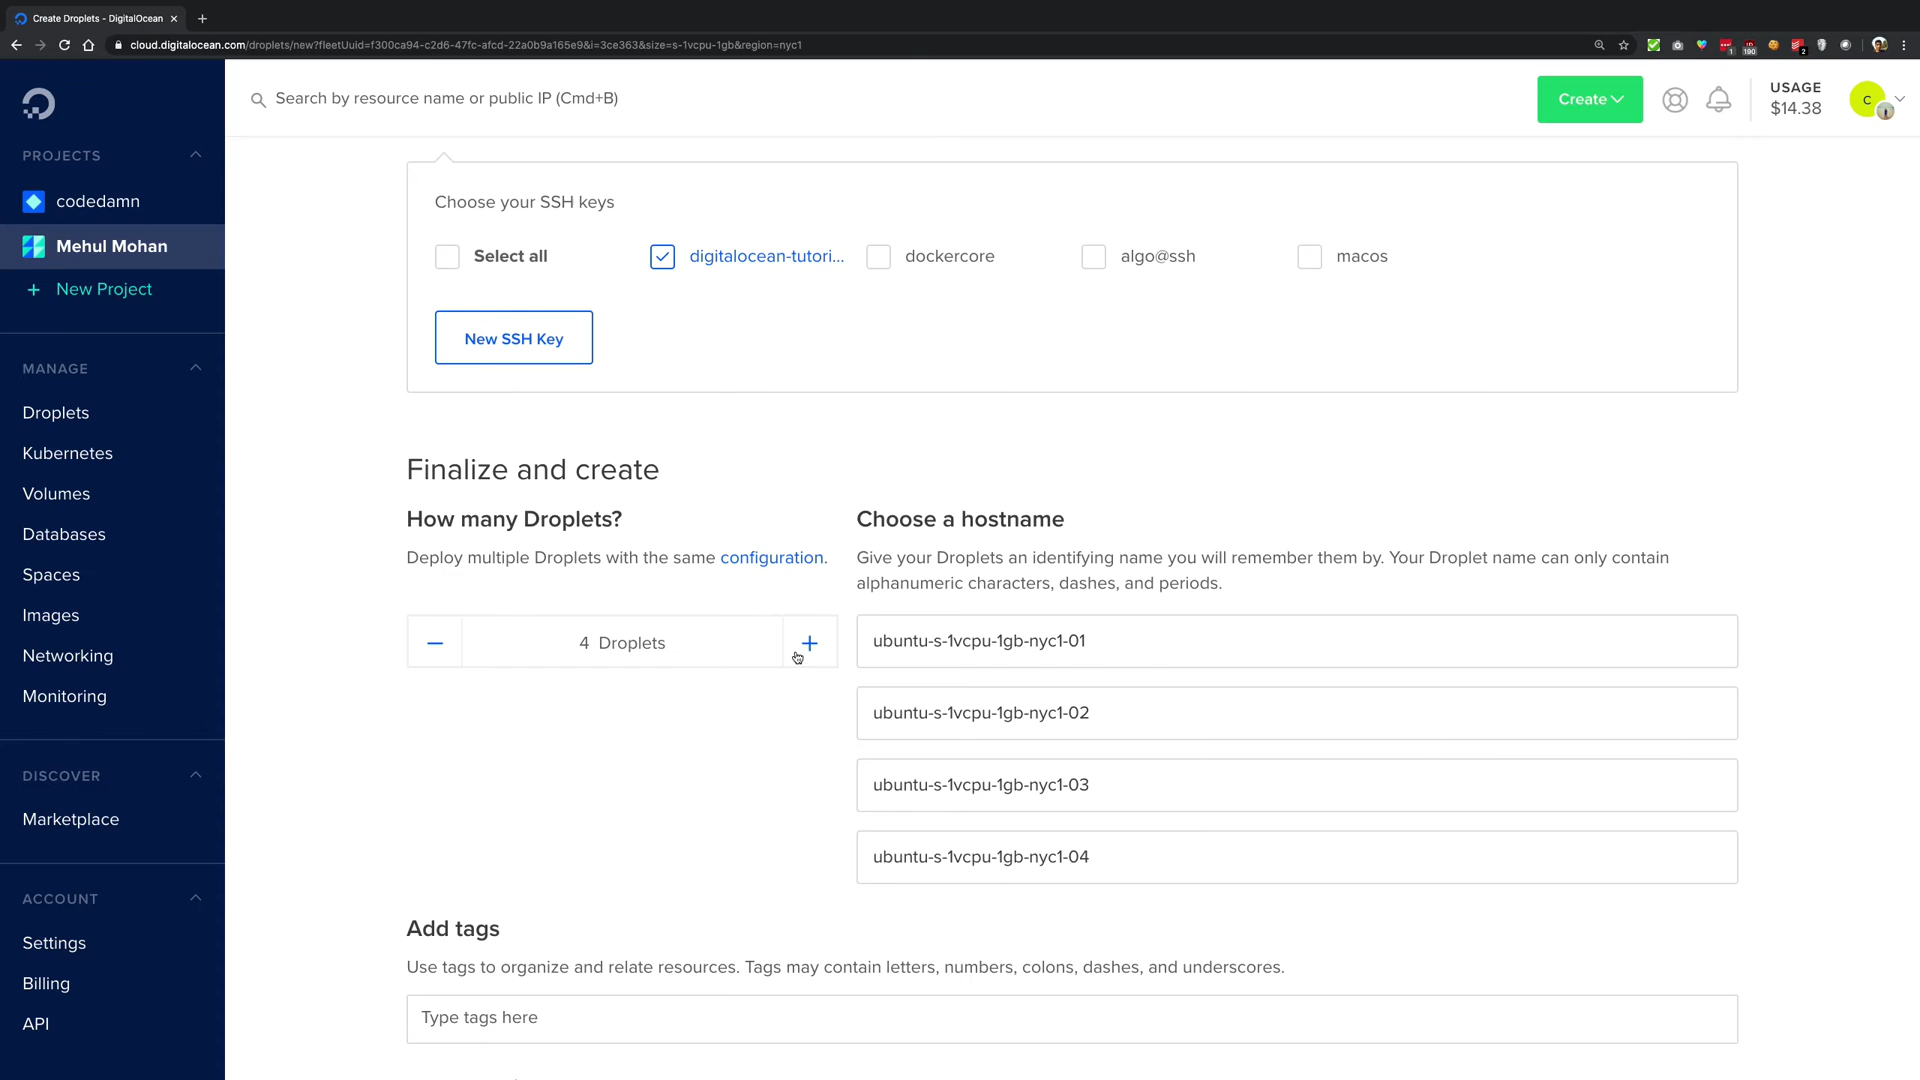 Create Droplets - DigitalOcean
cloud.digitalocean.com/droplets/new?fleetUuid=f300ca94-c2d6-47fc-afcd-22a0b9a165e9&i=3ce363&size=s-1vcpu-1gb&region=nyc1
1
190
2
Search by resource name or public IP (Cmd+B)
Create
USAGE
$14.38
C
PROJECTS
codedamn
Mehul Mohan
+ New Project
MANAGE
Droplets
Kubernetes
Volumes
Databases
Spaces
Images
Networking
Monitoring
DISCOVER
Marketplace
ACCOUNT
Settings
Billing
API
Choose your SSH keys
Select all
digitalocean-tutori...
dockercore
algo@ssh
macos
New SSH Key
Finalize and create
How many Droplets?
Deploy multiple Droplets with the same configuration.
4 Droplets
Choose a hostname
Give your Droplets an identifying name you will remember them by. Your Droplet name can only contain
alphanumeric characters, dashes, and periods.
ubuntu-s-1vcpu-1gb-nyc1-01
ubuntu-s-1vcpu-1gb-nyc1-02
ubuntu-s-1vcpu-1gb-nyc1-03
ubuntu-s-1vcpu-1gb-nyc1-04
Add tags
Use tags to organize and relate resources. Tags may contain letters, numbers, colons, dashes, and underscores.
Type tags here